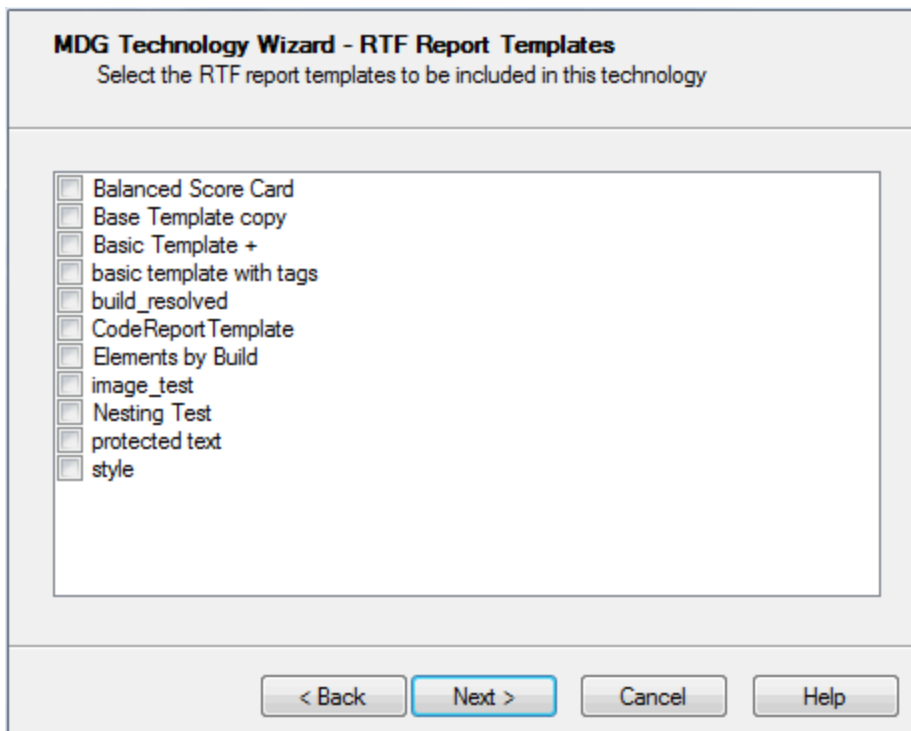 MDG Technology Wizard - RTF Report Templates
Select the RTF report templates to be included in this technology
Balanced Score Card
Base Template copy
Basic Template +
basic template with tags
build_resolved
CodeReportTemplate
Elements by Build
image_test
Nesting Test
protected text
style
< Back Next > Cancel Help